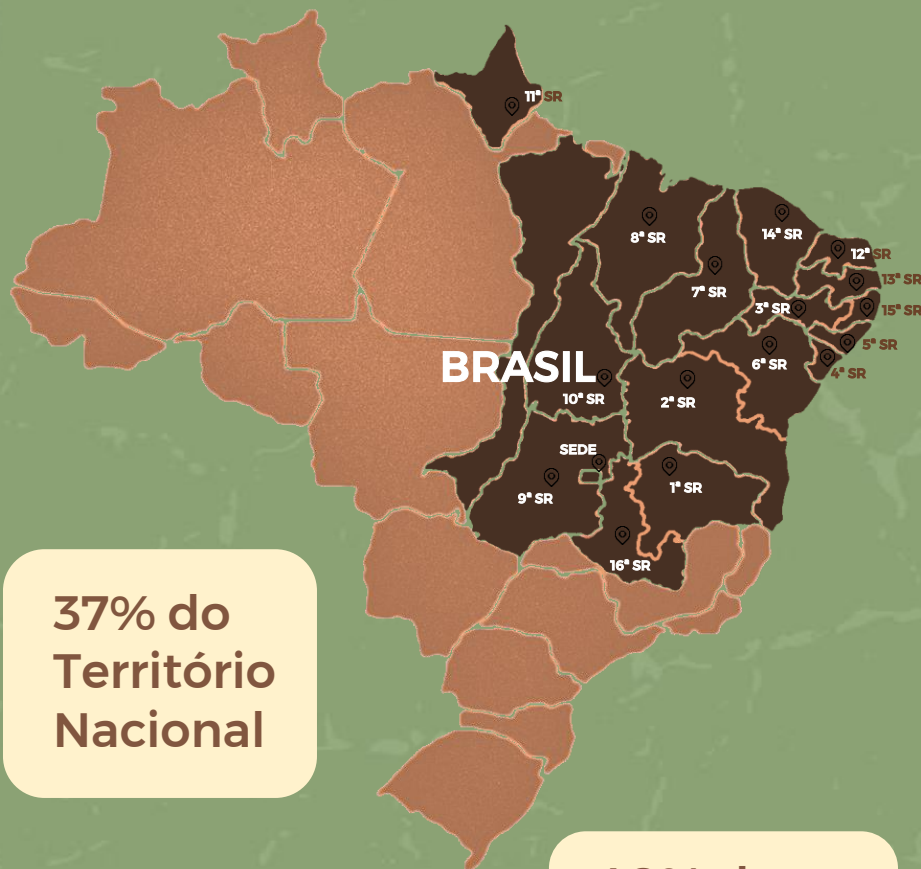 11ª SR
8ª SR
14ª SR
12ª SR
7ª SR
13ª SR
3ª SR
15ª SR
6ª SR
5ª SR
4ª SR
BRASIL
10ª SR
2ª SR
SEDE
9ª SR
1ª SR
16ª SR
37% do
Território
Nacional